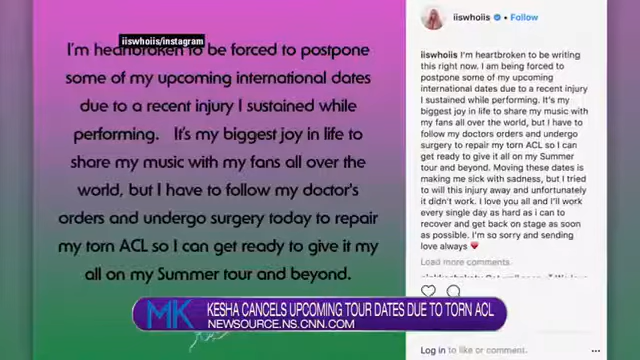 iiswhoiis/instagram
I'm heartbroken to be forced to postpone
some of my upcoming international dates
due to a recent injury I sustained while
performing. It's my biggest joy in life to
share my music with my fans all over the
world, but I have to follow my doctor's
orders and undergo surgery today to repair
my torn ACL so I can get ready to give it my
all on my Summer tour and beyond.
iiswhoiis • Follow
iiswhoiis I'm heartbroken to be writing
this right now. I am being forced to
postpone some of my upcoming
international dates due to a recent injury
I sustained while performing. It's my
biggest joy in life to share my music with
my fans all over the world, but I have to
follow my doctors orders and undergo
surgery to repair my torn ACL so I can
get ready to give it all on my Summer
tour and beyond. Moving these dates is
making me sick with sadness, but I tried
to will this injury away and unfortunately
it didn't work. I love you all and I'll work
every single day as hard as i can to
recover and get back on stage as soon
as possible. I'm so sorry and sending
love always ❤
Load more comments
MK
KESHA CANCELS UPCOMING TOUR DATES DUE TO TORN ACL
NEWSOURCE.NS.CNN.COM
Log in to like or comment.